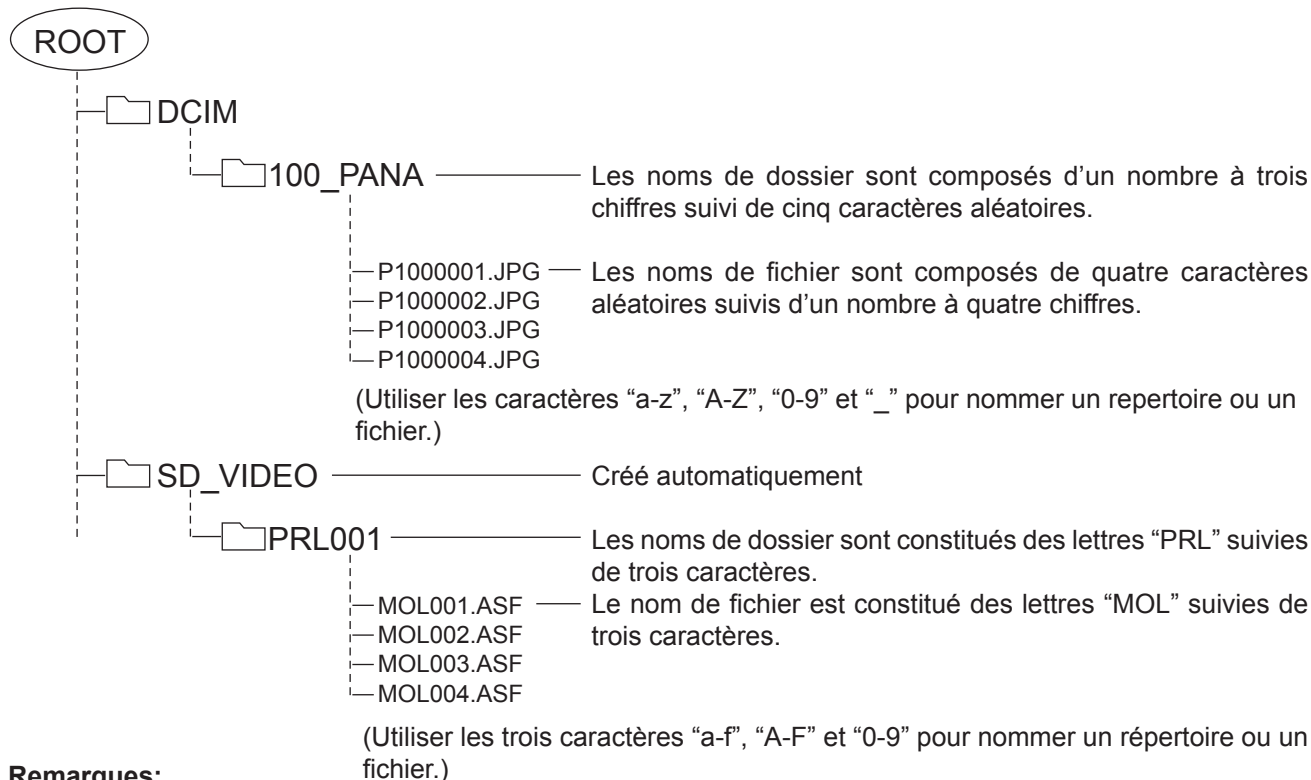 ROOT
DCIM
100_PANA
Les noms de dossier sont composés d’un nombre à trois
chiffres suivi de cinq caractères aléatoires.
P1000001.JPG
Les noms de fichier sont composés de quatre caractères
aléatoires suivis d’un nombre à quatre chiffres.
P1000002.JPG
P1000003.JPG
P1000004.JPG
(Utiliser les caractères “a-z”, “A-Z”, “0-9” et “_” pour nommer un repertoire ou un
fichier.)
SD_VIDEO
Créé automatiquement
PRL001
Les noms de dossier sont constitués des lettres “PRL” suivies
de trois caractères.
MOL001.ASF
Le nom de fichier est constitué des lettres “MOL” suivies de
trois caractères.
MOL002.ASF
MOL003.ASF
MOL004.ASF
(Utiliser les trois caractères “a-f”, “A-F” et “0-9” pour nommer un répertoire ou un
fichier.)
Remarques: